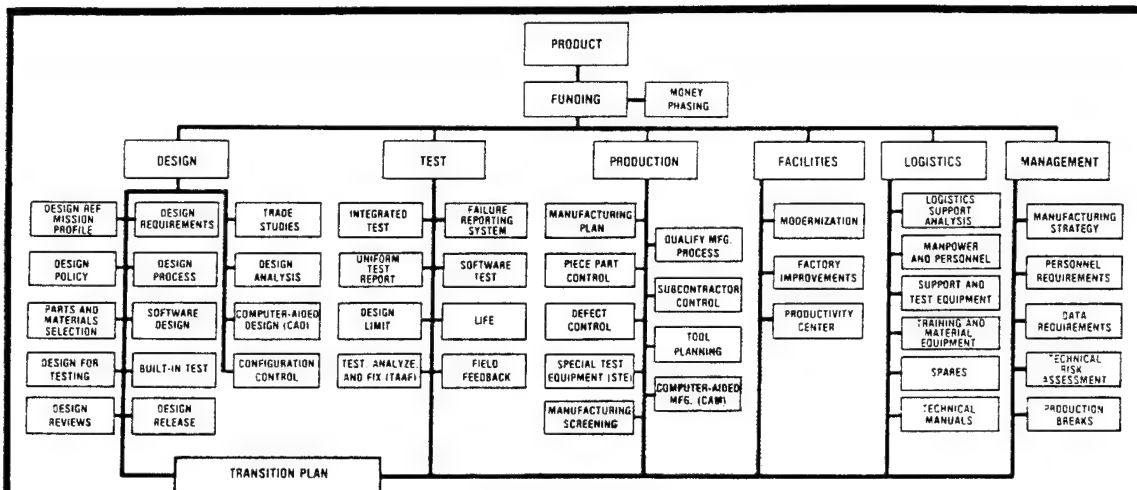 PRODUCT
FUNDING
MONEY
PHASING
DESIGN
TEST
PRODUCTION
FACILITIES
LOGISTICS
MANAGEMENT
DESIGN REF
MISSION
PROFILE
DESIGN
REQUIREMENTS
TRADE
STUDIES
DESIGN
POLICY
DESIGN
PROCESS
DESIGN
ANALYSIS
PARTS AND
MATERIALS
SELECTION
SOFTWARE
DESIGN
COMPUTER-AIDED
DESIGN (CAD)
DESIGN FOR
TESTING
BUILT-IN TEST
CONFIGURATION
CONTROL
DESIGN
REVIEWS
DESIGN
RELEASE
INTEGRATED
TEST
FAILURE
REPORTING
SYSTEM
UNIFORM
TEST
REPORT
SOFTWARE
TEST
DESIGN
LIMIT
LIFE
TEST, ANALYZE,
AND FIX (TAAF)
FIELD
FEEDBACK
MANUFACTURING
PLAN
QUALIFY MFG.
PROCESS
PIECE PART
CONTROL
SUBCONTRACTOR
CONTROL
DEFECT
CONTROL
TOOL
PLANNING
SPECIAL TEST
EQUIPMENT (STE)
COMPUTER-AIDED
MFG. (CAM)
MANUFACTURING
SCREENING
MODERNIZATION
FACTORY
IMPROVEMENTS
PRODUCTIVITY
CENTER
LOGISTICS
SUPPORT
ANALYSIS
MANPOWER
AND PERSONNEL
SUPPORT AND
TEST EQUIPMENT
TRAINING AND
MATERIAL
EQUIPMENT
SPARES
TECHNICAL
MANUALS
MANUFACTURING
STRATEGY
PERSONNEL
REQUIREMENTS
DATA
REQUIREMENTS
TECHNICAL
RISK
ASSESSMENT
PRODUCTION
BREAKS
TRANSITION PLAN